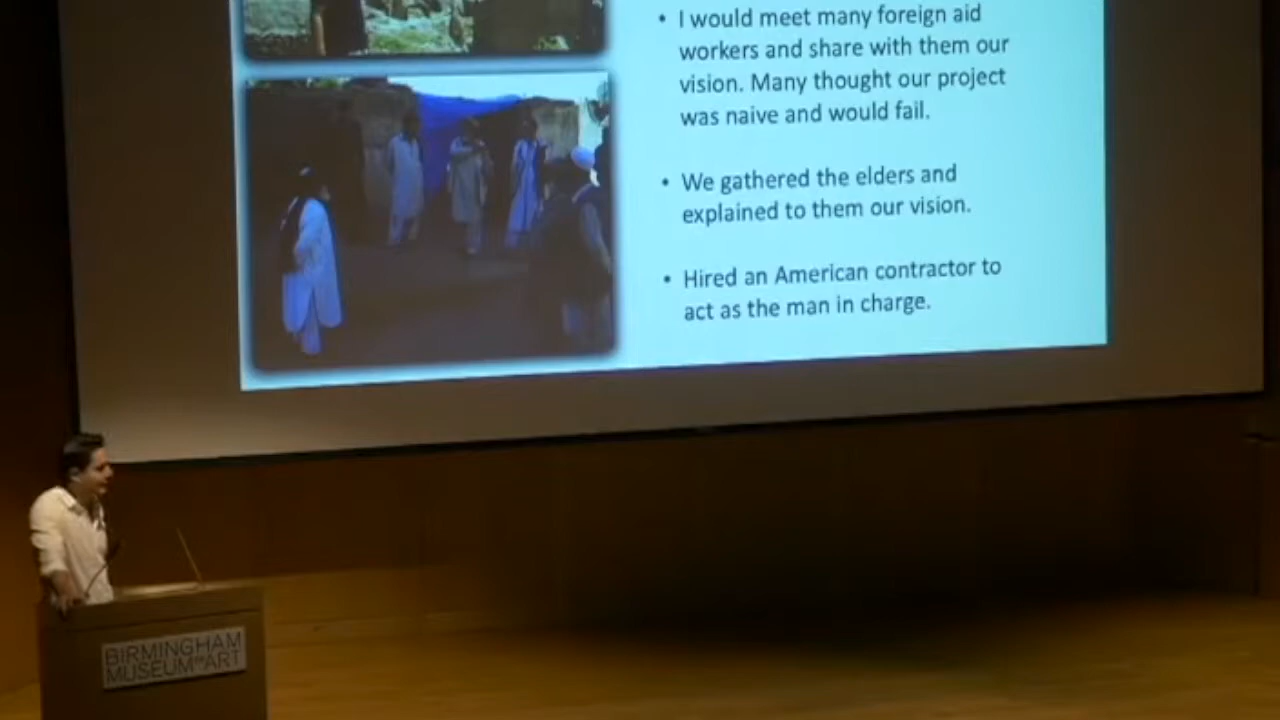 • I would meet many foreign aid
workers and share with them our
vision. Many thought our project
was naive and would fail.
• We gathered the elders and
explained to them our vision.
• Hired an American contractor to
act as the man in charge.
BIRMINGHAM
MUSEUM OF ART